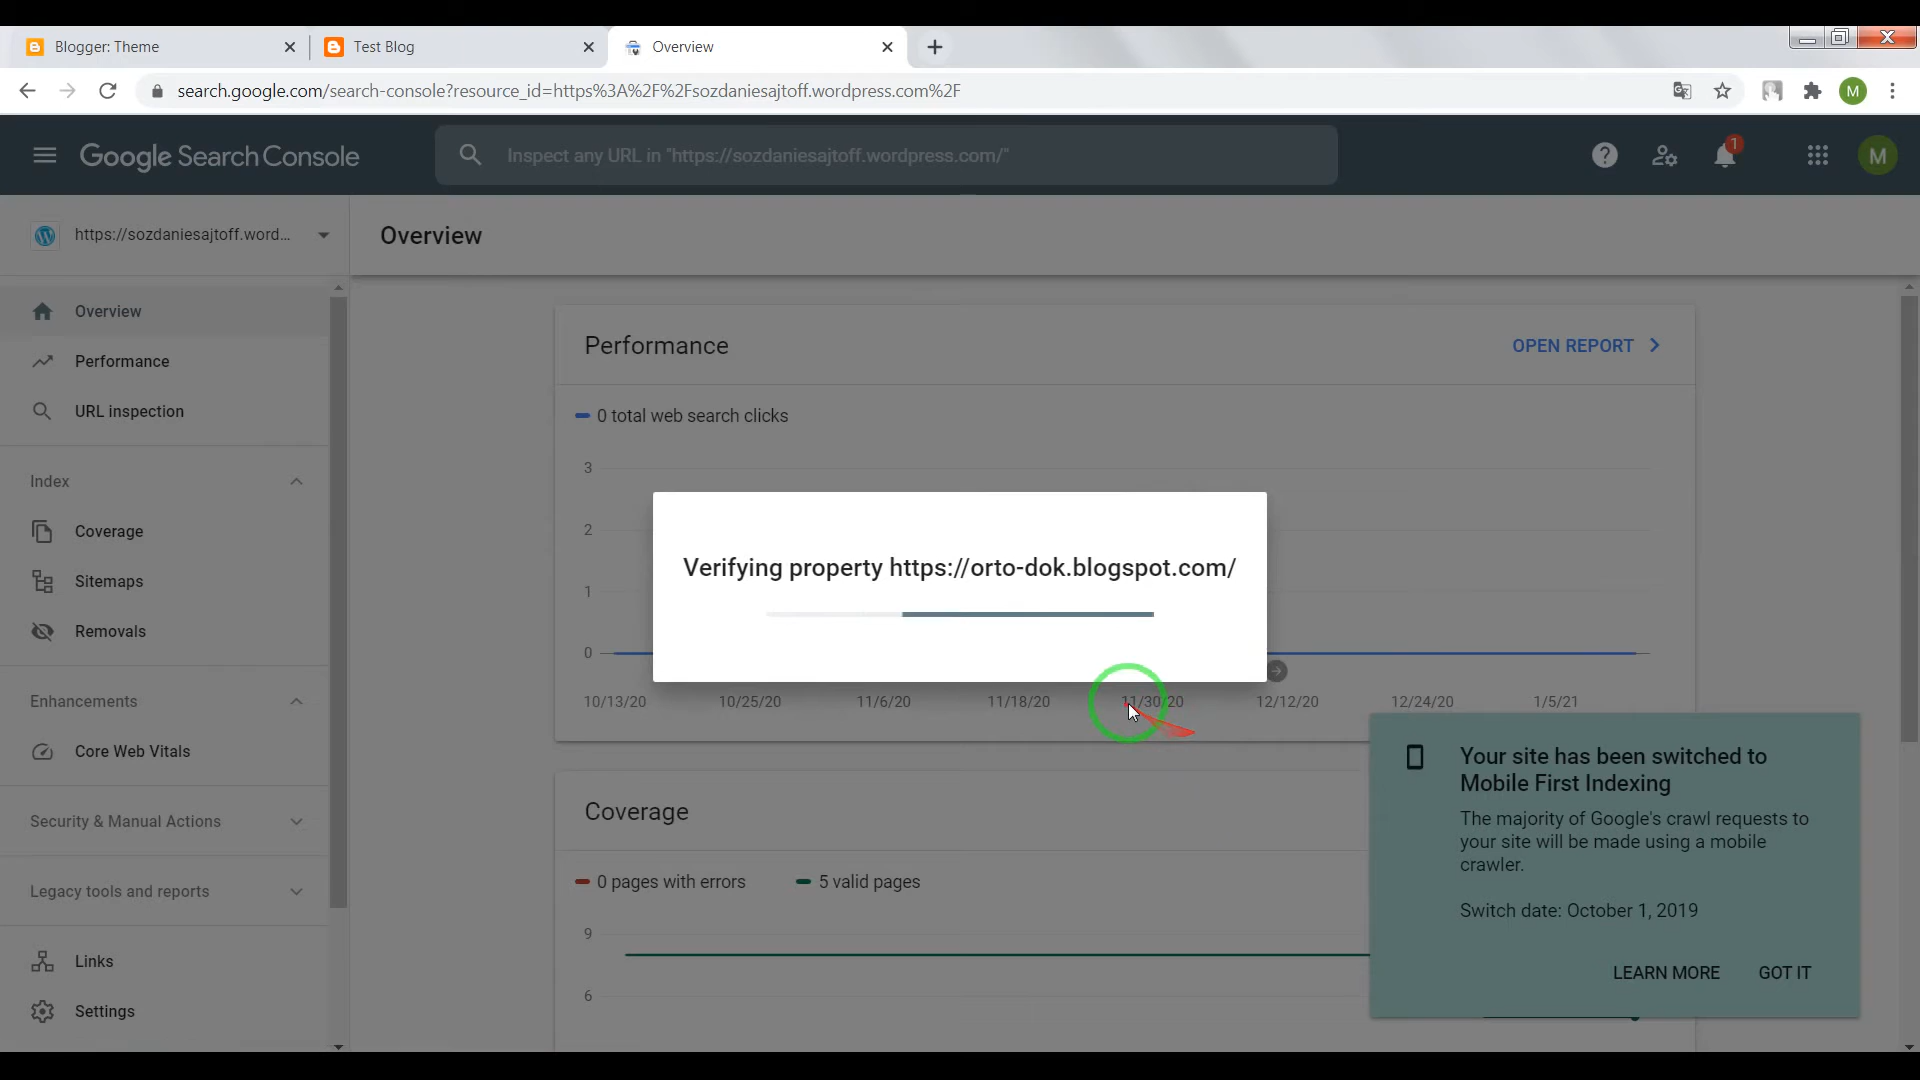 Blogger: Theme
Test Blog
Overview
search.google.com/search-console?resource_id=https%3A%2F%2Fsozdaniesajtoff.wordpress.com%2F
M
Google Search Console
Inspect any URL in "https://sozdaniesajtoff.wordpress.com/"
1
M
https://sozdaniesajtoff.word...
Overview
Overview
Performance
URL inspection
Index
Coverage
Sitemaps
Removals
Enhancements
Core Web Vitals
Security & Manual Actions
Legacy tools and reports
Links
Settings
Performance
OPEN REPORT
0 total web search clicks
3
2
1
0
10/13/20
10/25/20
11/6/20
11/18/20
11/30/20
12/12/20
12/24/20
1/5/21
Verifying property https://orto-dok.blogspot.com/
Coverage
0 pages with errors
5 valid pages
9
6
Your site has been switched to
Mobile First Indexing
The majority of Google's crawl requests to
your site will be made using a mobile
crawler.
Switch date: October 1, 2019
LEARN MORE
GOT IT